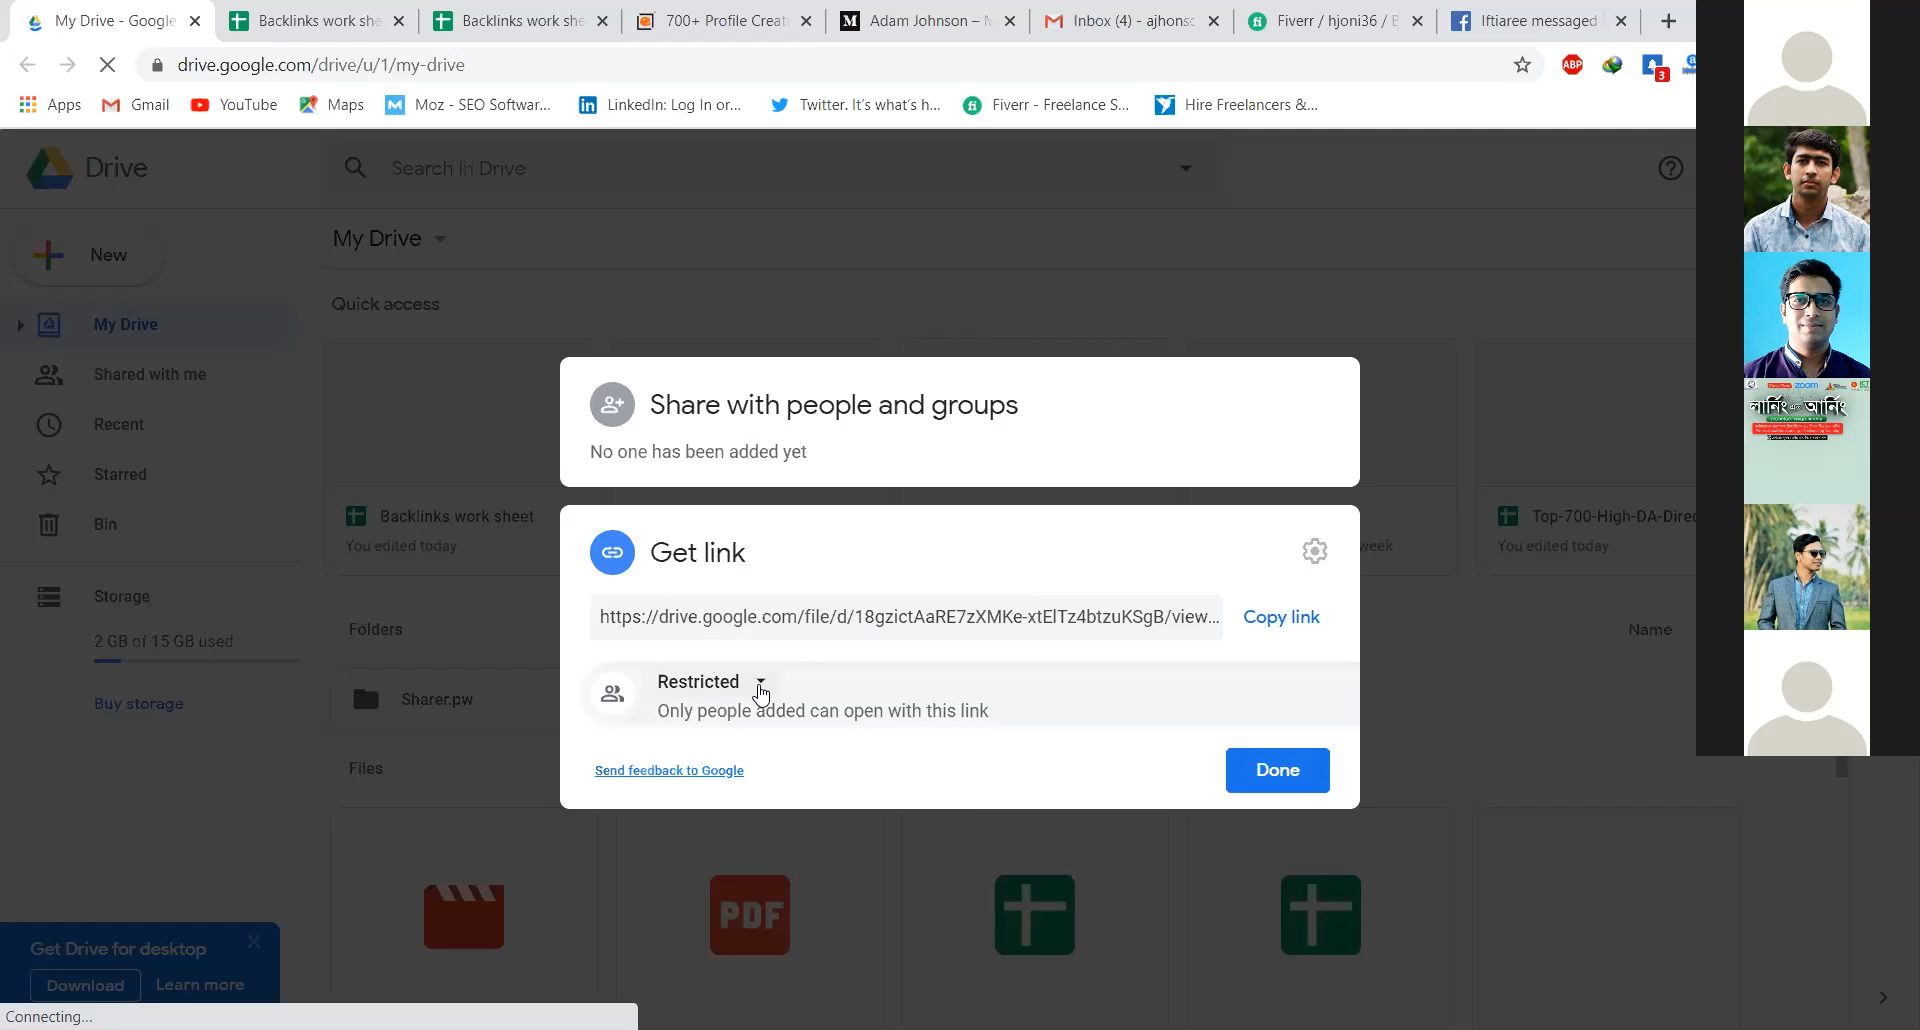 My Drive - Google
Backlinks work she
Backlinks work she
700+ Profile Creati
Adam Johnson – M
Inbox (4) - ajhonsc
Fiverr / hjoni36 / E
Iftiaree messaged
drive.google.com/drive/u/1/my-drive
ABP
3
Apps
Gmail
YouTube
Maps
Moz - SEO Softwar...
LinkedIn: Log In or...
Twitter. It's what's h...
Fiverr - Freelance S...
Hire Freelancers &...
Drive
Search in Drive
New
My Drive
Quick access
My Drive
Shared with me
Recent
Starred
Bin
Storage
2 GB of 15 GB used
Buy storage
Backlinks work sheet
You edited today
week
Top-700-High-DA-Direc
You edited today
Folders
Name
Sharer.pw
Files
PDF
Share with people and groups
No one has been added yet
Get link
https://drive.google.com/file/d/18gzictAaRE7zXMKe-xtElTz4btzuKSgB/view...
Copy link
Restricted
Only people added can open with this link
Send feedback to Google
Done
Get Drive for desktop
Download
Learn more
Connecting...
zoom
লার্নিং এন্ড আর্নিং